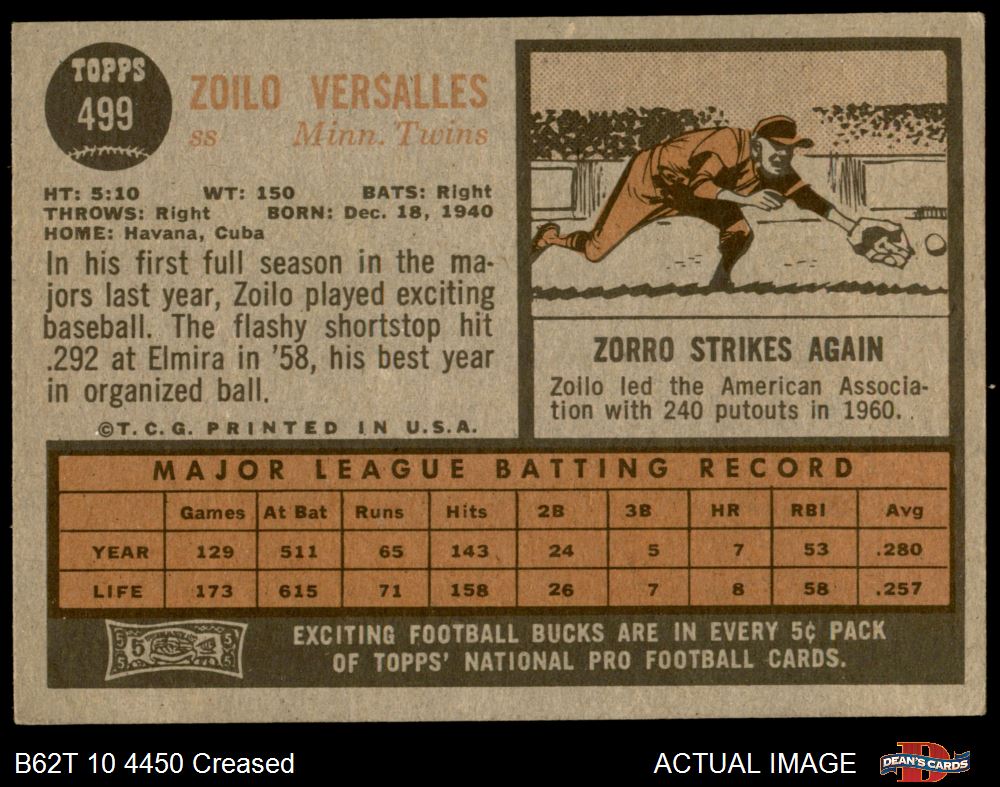 TOPPS
499
ZOILO VERSALLES
ss Minn. Twins
HT: 5:10 WT: 150 BATS: Right
THROWS: Right BORN: Dec. 18, 1940
HOME: Havana, Cuba
In his first full season in the ma-
jors last year, Zoilo played exciting
baseball. The flashy shortstop hit
.292 at Elmira in '58, his best year
in organized ball.
©T. C. G. PRINTED IN U.S.A.
ZORRO STRIKES AGAIN
Zoilo led the American Associa-
tion with 240 putouts in 1960.
MAJOR LEAGUE BATTING RECORD
Games At Bat Runs Hits 2B 3B HR RBI Avg
YEAR 129 511 65 143 24 5 7 53 .280
LIFE 173 615 71 158 26 7 8 58 .257
5 5 5 5 5
EXCITING FOOTBALL BUCKS ARE IN EVERY 5¢ PACK
OF TOPPS' NATIONAL PRO FOOTBALL CARDS.
B62T 10 4450 Creased
ACTUAL IMAGE
D
DEAN'S CARDS